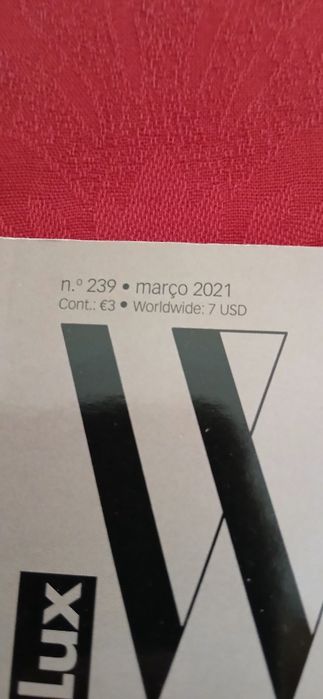 n.º 239 • março 2021
Cont.: €3 • Worldwide: 7 USD
W
Lux